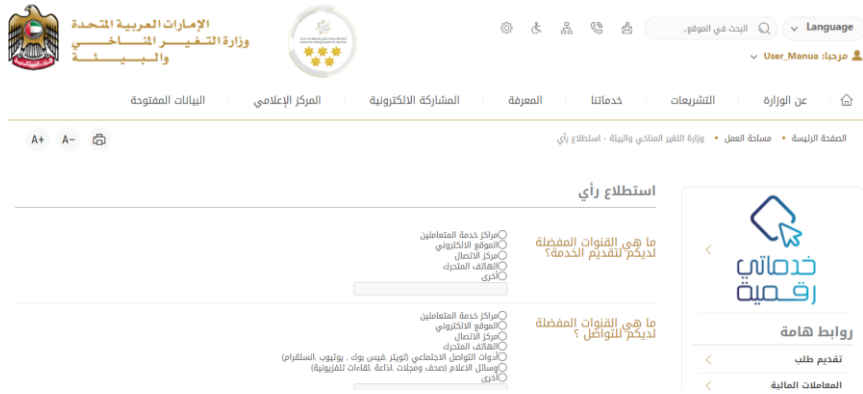 الإمارات العربية المتحدة
وزارة التغير المناخي
والبيئة
البحث في الموقع..
Language
مرحبا: User_Manua
عن الوزارة
التشريعات
خدماتنا
المعرفة
المشاركة الالكترونية
المركز الإعلامي
البيانات المفتوحة
الصفحة الرئيسة • مساحة العمل • وزارة التغير المناخي والبيئة - استطلاع رأي
A+ A-
استطلاع رأي
ما هي القنوات المفضلة
لديكم لتقديم الخدمة؟
مراكز خدمة المتعاملين
الموقع الالكتروني
مركز الاتصال
الهاتف المتحرك
أخرى
ما هي القنوات المفضلة
لديكم للتواصل ؟
مراكز خدمة المتعاملين
الموقع الالكتروني
مركز الاتصال
الهاتف المتحرك
أدوات التواصل الاجتماعي (تويتر ,فيس بوك , يوتيوب ,انستقرام)
وسائل الاعلام (صحف ومجلات ,اذاعة ,لقاءات تلفزيونية)
أخرى
خدماتي
رقمية
روابط هامة
تقديم طلب
المعاملات المالية